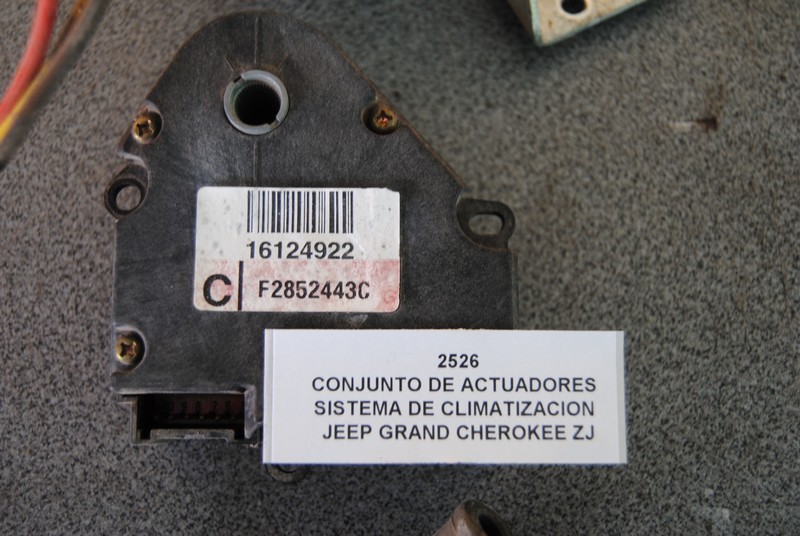 16124922
C F2852443C
2526
CONJUNTO DE ACTUADORES
SISTEMA DE CLIMATIZACION
JEEP GRAND CHEROKEE ZJ